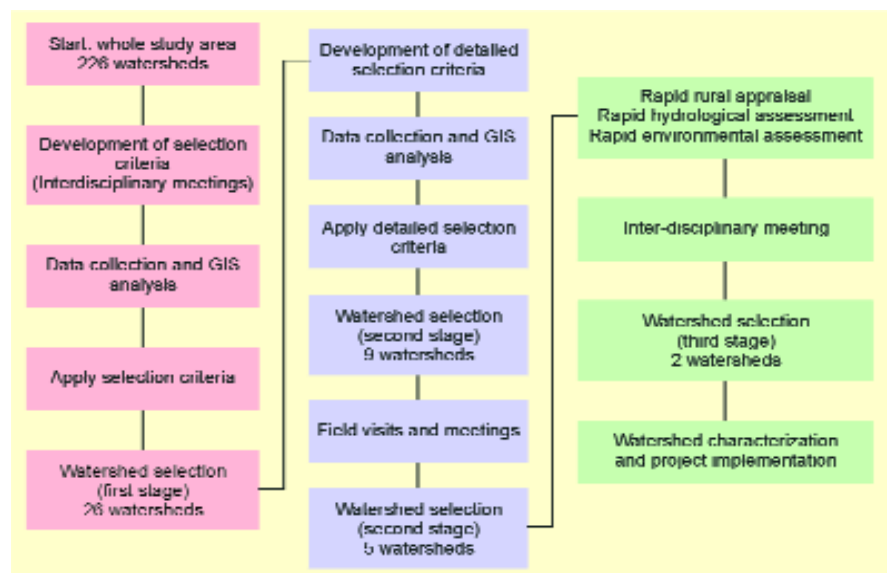 Start. whole study area
226 watersheds
Development of selection
criteria
(Interdisciplinary meetings)
Data collection and GIS
analysis
Apply selection criteria
Watershed selection
(first stage)
26 watersheds
Development of detailed
selection criteria
Data collection and GIS
analysis
Apply detailed selection
criteria
Watershed selection
(second stage)
9 watersheds
Field visits and meetings
Watershed selection
(second stage)
5 watersheds
Rapid rural appraisal
Rapid hydrological assessment
Rapid environmental assessment
Inter-disciplinary meeting
Watershed selection
(third stage)
2 watersheds
Watershed characterization
and project implementation